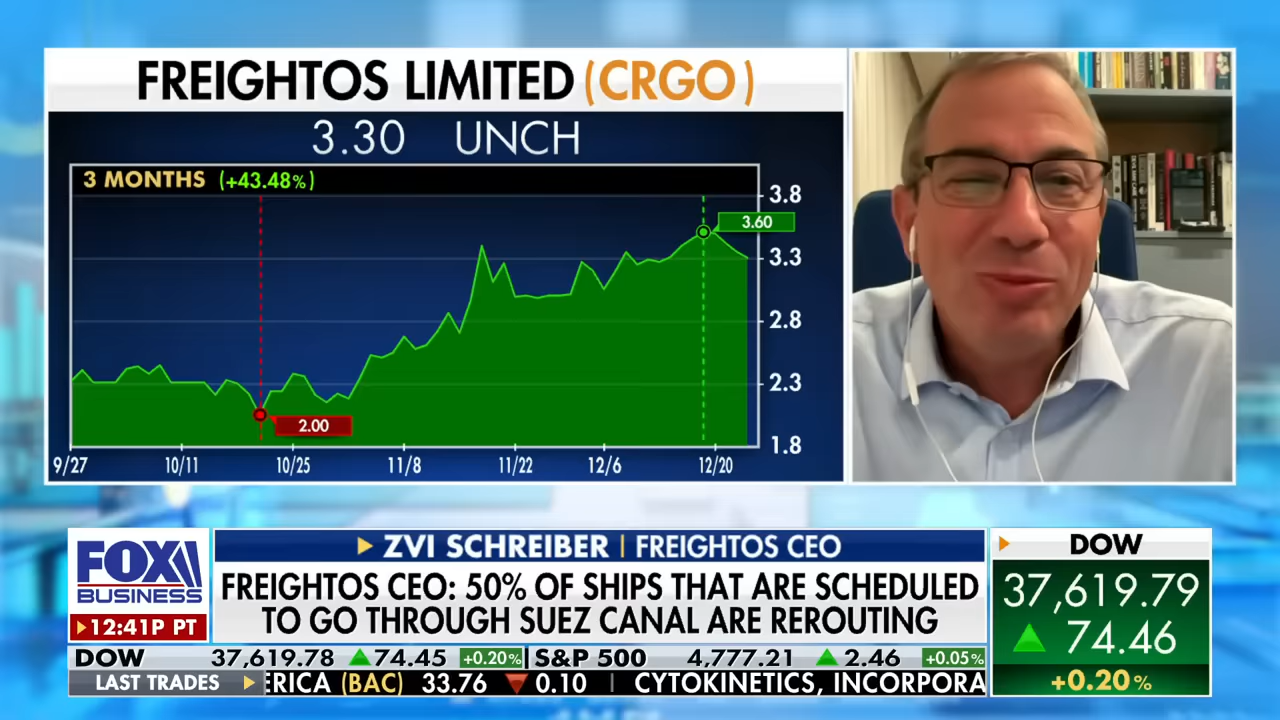 FREIGHTOS LIMITED (CRGO)
3.30 UNCH
3 MONTHS (+43.48%)
3.8
3.60
3.3
2.8
2.3
2.00
1.8
9/27 10/11 10/25 11/8 11/22 12/6 12/20
FOX
BUSINESS
12:41P PT
ZVI SCHREIBER | FREIGHTOS CEO
FREIGHTOS CEO: 50% OF SHIPS THAT ARE SCHEDULED
TO GO THROUGH SUEZ CANAL ARE REROUTING
DOW
37,619.79
74.46
+0.20%
DOW 37,619.78 74.45 +0.20% S&P 500 4,777.21 2.46 +0.05%
LAST TRADES ERICA (BAC) 33.76 0.10 | CYTOKINETICS, INCORPORA